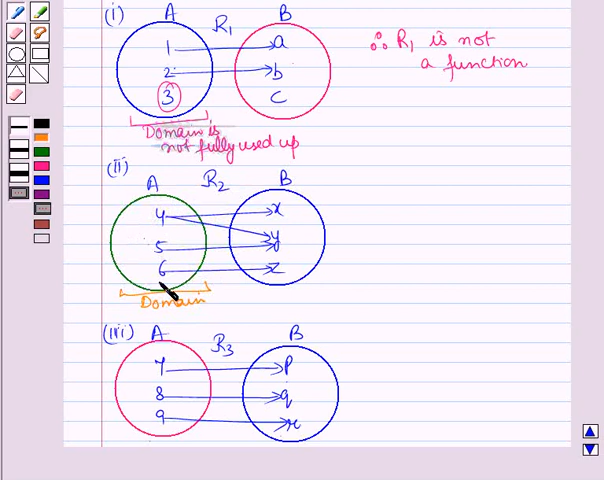 (i) A R₁ B
1 a
2 b
3 c
∴ R₁ is not
a function
Domain is
not fully used up
(ii) A R₂ B
4 x
5 y
6 z
Domain
(iii) A R₃ B
7 p
8 q
9 r